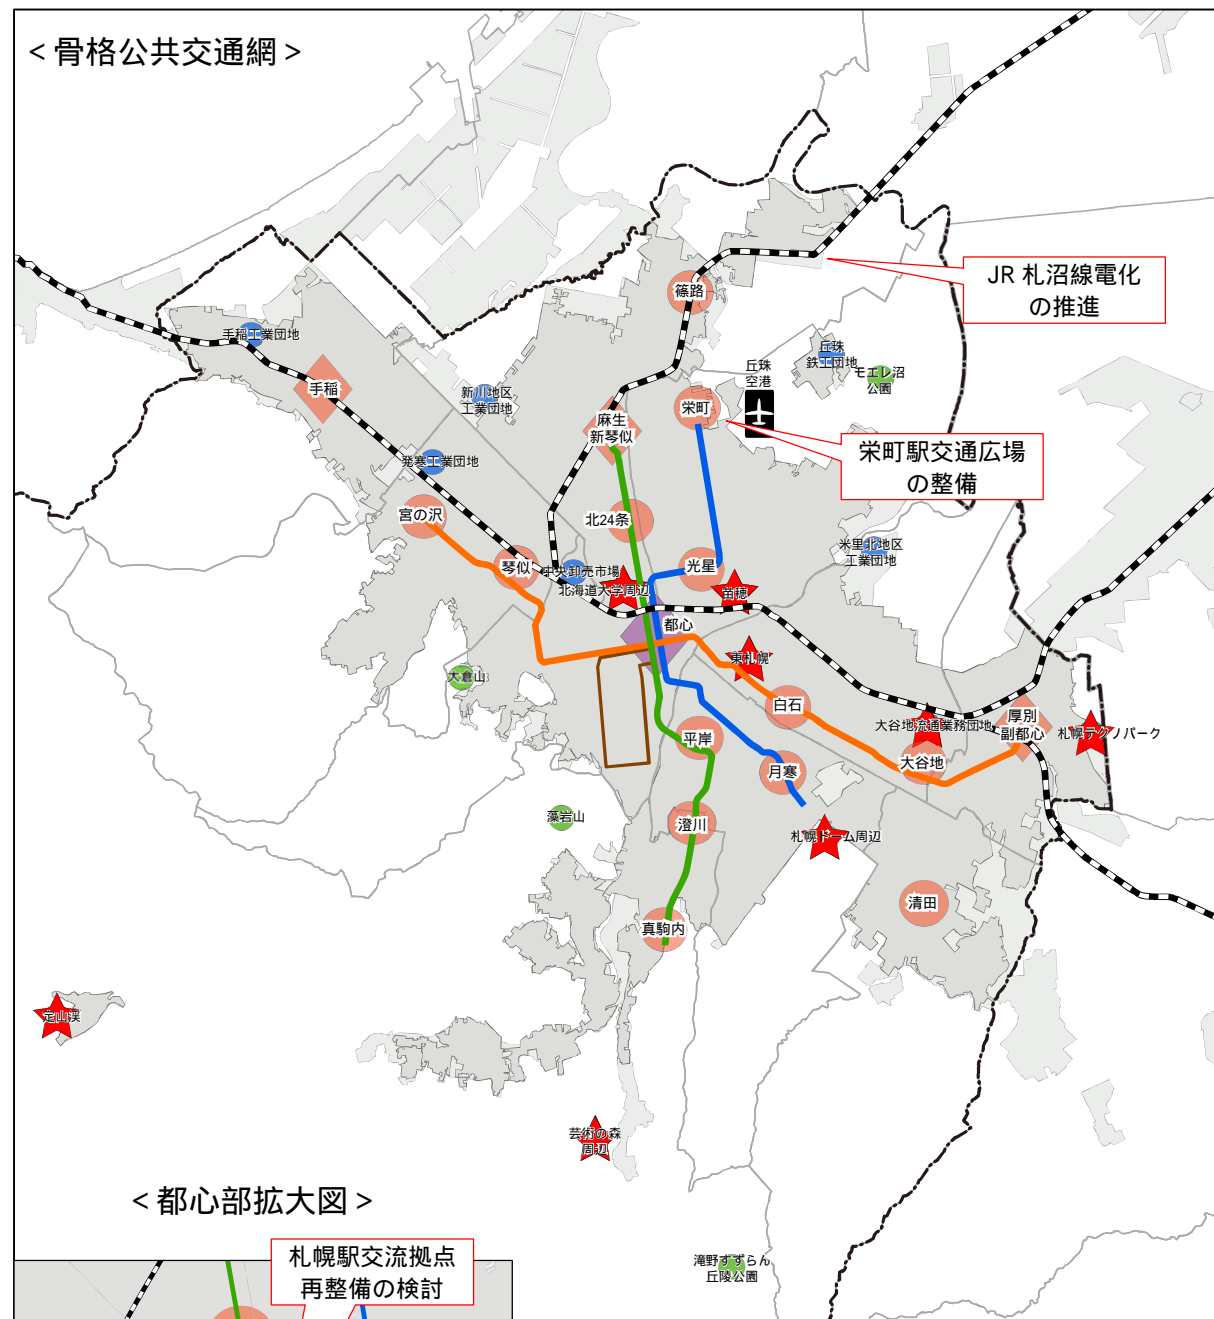 <骨格公共交通網>
JR 札沼線電化
の推進
篠路
手稲工業団地
手稲
新川地区
工業団地
丘珠
空港
丘珠
鉄工団地
モエレ沼
公園
栄町
麻生
新琴似
栄町駅交通広場
の整備
発寒工業団地
宮の沢
北24条
琴似
中央卸売市場
北海道大学周辺
光星
苗穂
米里北地区
工業団地
都心
東札幌
大倉山
白石
大谷地流通業務団地
厚別
副都心
札幌テクノパーク
平岸
月寒
大谷地
藻岩山
澄川
札幌ドーム周辺
清田
真駒内
定山渓
芸術の森
周辺
<都心部拡大図>
札幌駅交流拠点
再整備の検討
滝野すずらん
丘陵公園